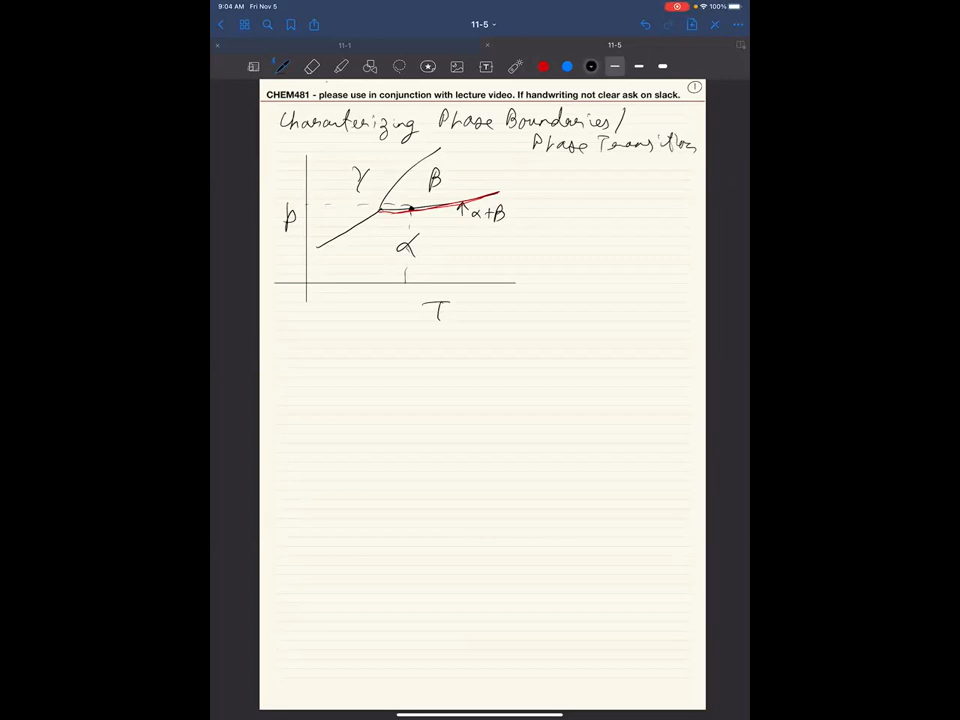 9:04 AM Fri Nov 5
100%
11-5
11-1
11-5
CHEM481 - please use in conjunction with lecture video. If handwriting not clear ask on slack.
1
Characterizing Phase Boundaries/
Phase Transitions
γ
β
p
α+β
α
T